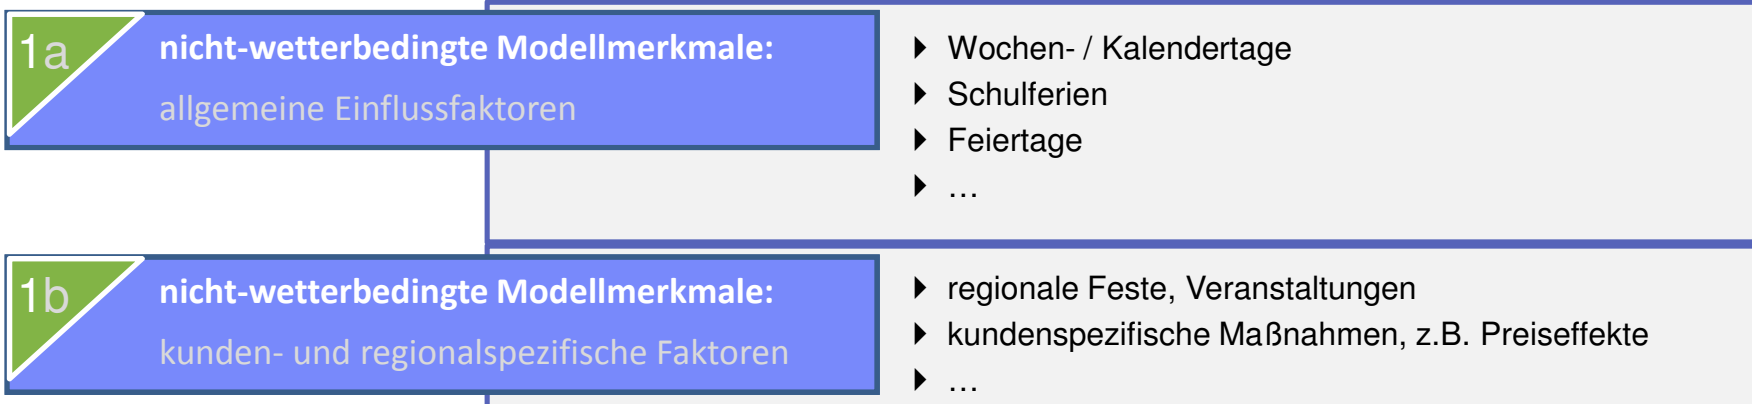 1a
nicht-wetterbedingte Modellmerkmale:
allgemeine Einflussfaktoren
Wochen- / Kalendertage
Schulferien
Feiertage
…
1b
nicht-wetterbedingte Modellmerkmale:
kunden- und regionalspezifische Faktoren
regionale Feste, Veranstaltungen
kundenspezifische Maßnahmen, z.B. Preiseffekte
…